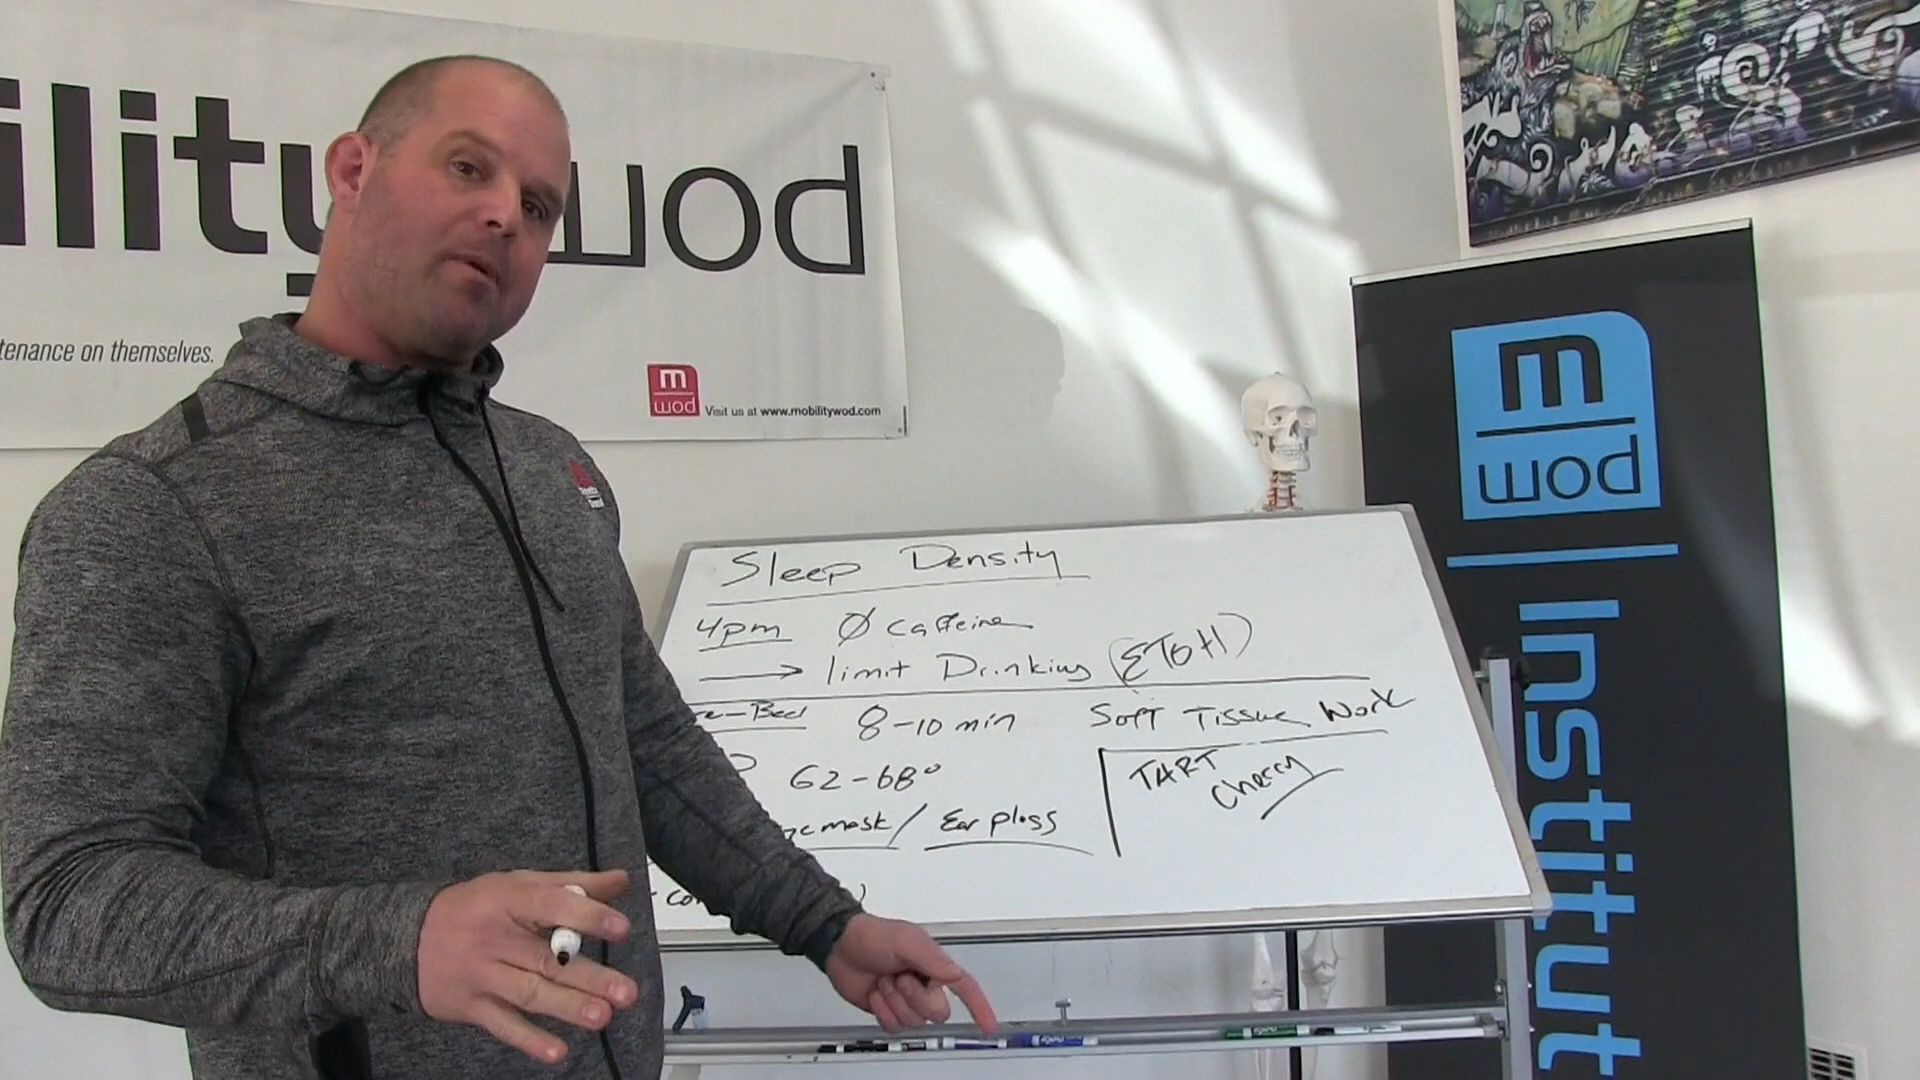 ility wod
tenance on themselves.
m
wod
Visit us at www.mobilitywod.com
m
wod
Institut
Sleep Density
4pm Ø caffeine
→ limit Drinking (ETOH)
e-Bed 8-10 min Soft Tissue Work
62-68°
mask / Ear plugs
TART
Cherry